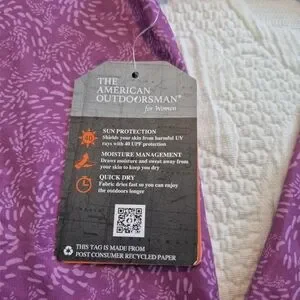 THE
AMERICAN
OUTDOORSMAN®
for Women
40
SUN PROTECTION
Shields your skin from harmful UV
rays with 40 UPF protection
MOISTURE MANAGEMENT
Draws moisture and sweat away from
your skin to keep you dry
QUICK DRY
Fabric dries fast so you can enjoy
the outdoors longer
THIS TAG IS MADE FROM
POST CONSUMER RECYCLED PAPER